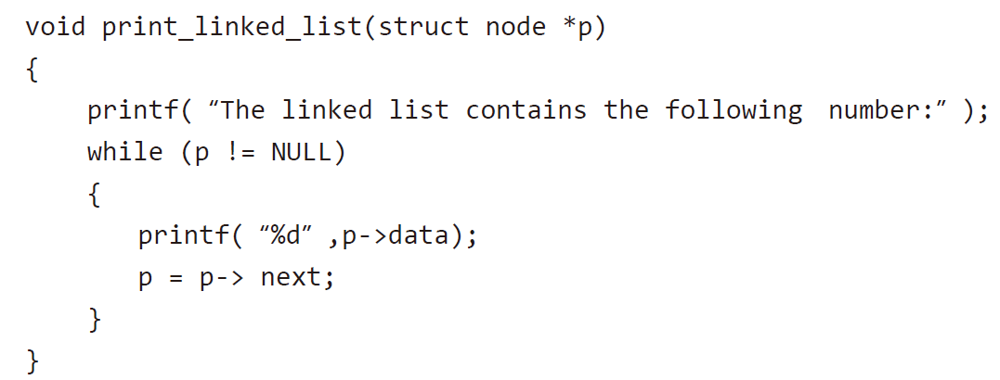 void print_linked_list(struct node *p)
{
printf( “The linked list contains the following number:” );
while (p != NULL)
{
printf( “%d” ,p->data);
p = p-> next;
}
}